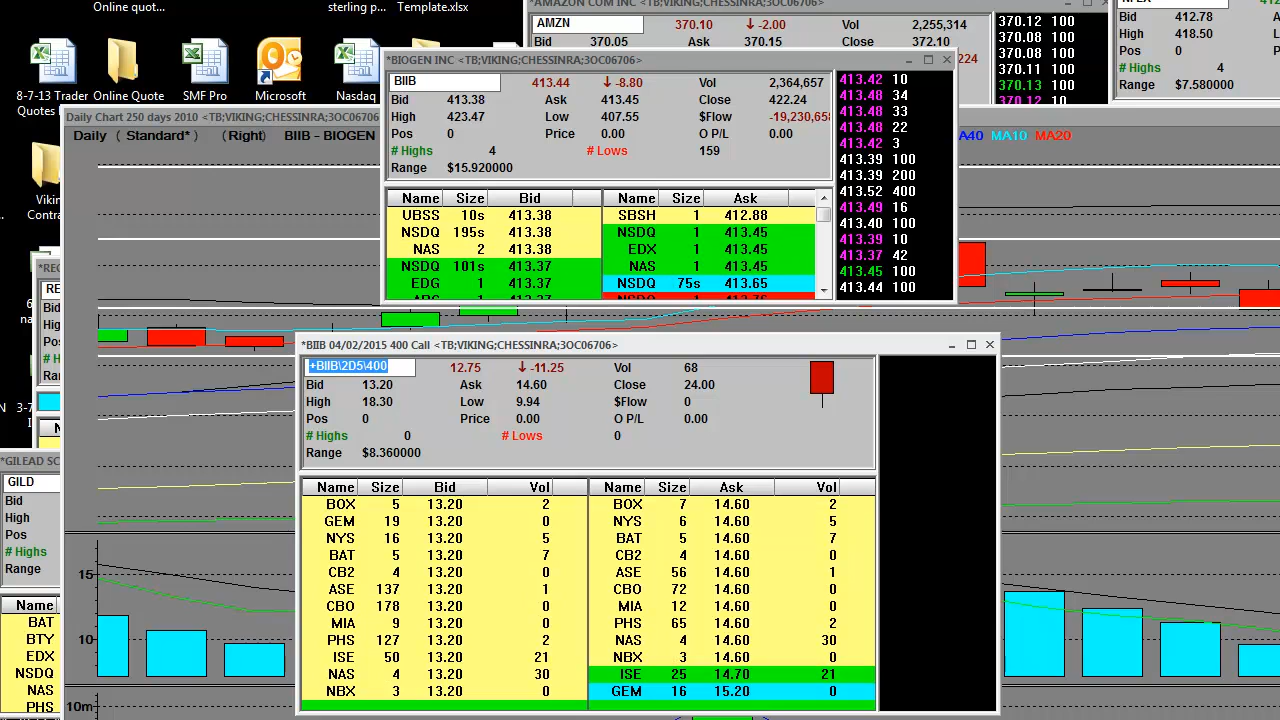 Online quot...
sterling p...
Template.xlsx
8-7-13 Trader Quotes
Online Quote
SMF Pro
Microsoft
Nasdaq
*AMAZON COM INC <TB;VIKING;CHESSINRA;3OC06706>
AMZN 370.10 -2.00 Vol 2,255,314
Bid 370.05 Ask 370.15 Close 372.10
370.12 100
370.08 100
370.08 100
370.11 100
370.13 100
370.12 10
Bid 412.78
High 418.50
Pos 0
# Highs 4
Range $7.580000
*BIOGEN INC <TB;VIKING;CHESSINRA;3OC06706>
BIIB 413.44 -8.80 Vol 2,364,657
Bid 413.38 Ask 413.45 Close 422.24
High 423.47 Low 407.55 $Flow -19,230,65
Pos 0 Price 0.00 O P/L 0.00
# Highs 4 # Lows 159
Range $15.920000
Name Size Bid Name Size Ask
UBSS 10s 413.38 SBSH 1 412.88
NSDQ 195s 413.38 NSDQ 1 413.45
NAS 2 413.38 EDX 1 413.45
NSDQ 101s 413.37 NAS 1 413.45
EDG 1 413.37 NSDQ 75s 413.65
413.42 10
413.48 34
413.48 33
413.48 22
413.42 3
413.39 100
413.39 200
413.52 400
413.49 16
413.40 100
413.39 10
413.37 42
413.45 100
413.44 100
Daily Chart 250 days 2010 <TB;VIKING;CHESSINRA;3OC06706
Daily ( Standard* ) (Right) BIIB - BIOGEN
MA10 MA20
*BIIB 04/02/2015 400 Call <TB;VIKING;CHESSINRA;3OC06706>
+BIIB\2D5\400 12.75 -11.25 Vol 68
Bid 13.20 Ask 14.60 Close 24.00
High 18.30 Low 9.94 $Flow 0
Pos 0 Price 0.00 O P/L 0.00
# Highs 0 # Lows 0
Range $8.360000
Name Size Bid Vol Name Size Ask Vol
BOX 5 13.20 2 BOX 7 14.60 2
GEM 19 13.20 0 NYS 6 14.60 5
NYS 16 13.20 5 BAT 5 14.60 7
BAT 5 13.20 7 CB2 4 14.60 0
CB2 4 13.20 0 ASE 56 14.60 1
ASE 137 13.20 1 CBO 72 14.60 0
CBO 178 13.20 0 MIA 12 14.60 0
MIA 9 13.20 0 PHS 65 14.60 2
PHS 127 13.20 2 NAS 4 14.60 30
ISE 50 13.20 21 NBX 3 14.60 0
NAS 4 13.20 30 ISE 25 14.70 21
NBX 3 13.20 0 GEM 16 15.20 0
*GILEAD SC
GILD
Bid
High
Pos
# Highs
Range
Name
BAT
BTY
EDX
NSDQ
NAS
PHS
15
10
10m